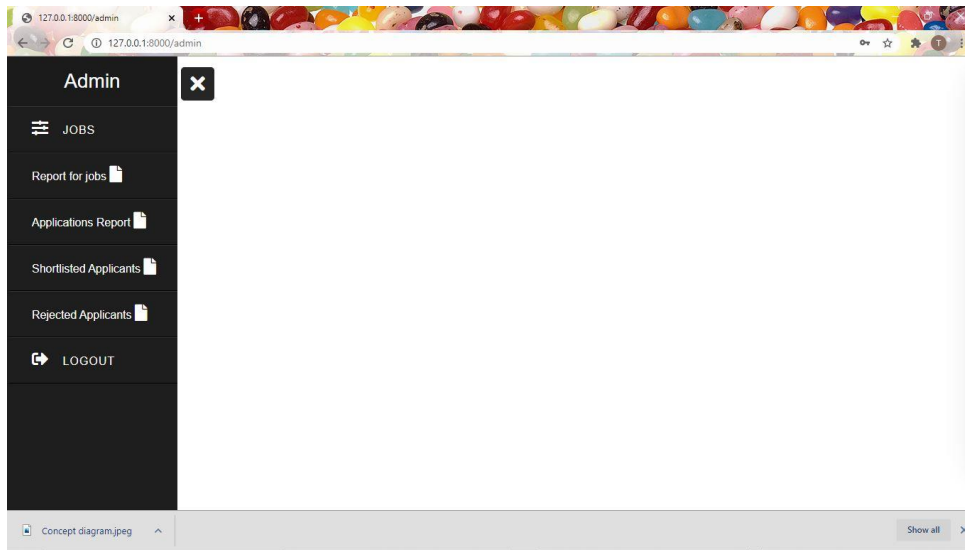 127.0.0.1:8000/admin
127.0.0.1:8000/admin
T
Admin
JOBS
Report for jobs
Applications Report
Shortlisted Applicants
Rejected Applicants
LOGOUT
Concept diagram.jpeg
Show all